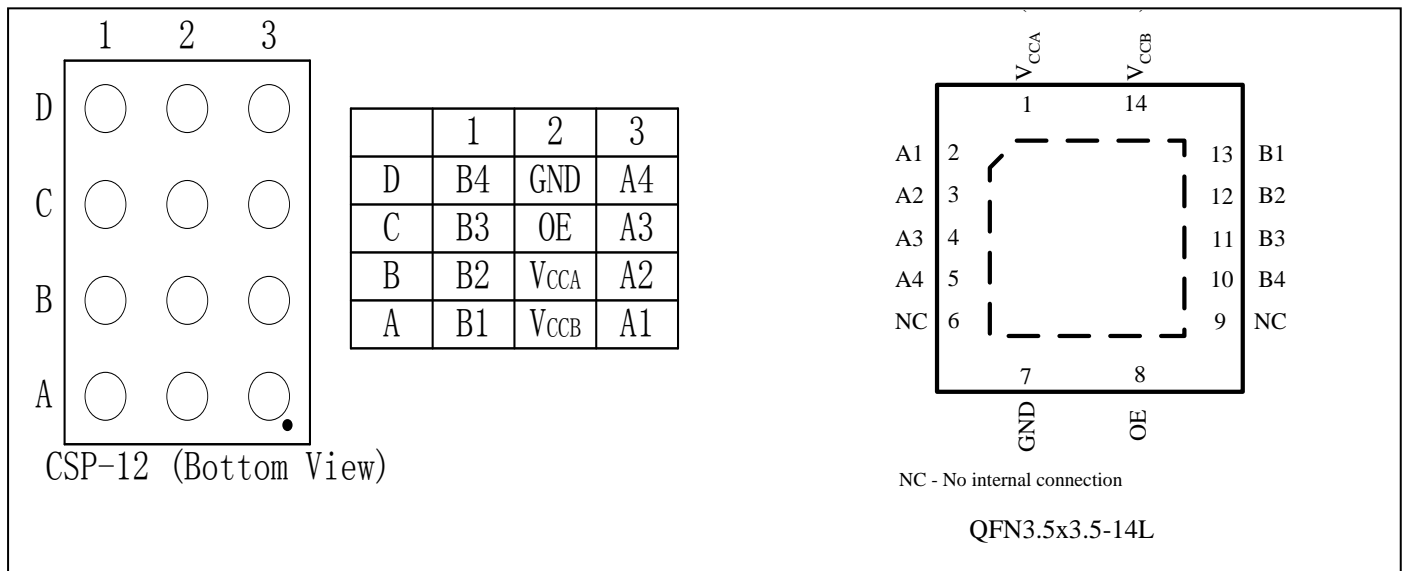 1 2 3
D
C
B
A
CSP-12 (Bottom View)
1 2 3
D B4 GND A4
C B3 OE A3
B B2 VCCA A2
A B1 VCCB A1
VCCA VCCB
1 14
A1 2 13 B1
A2 3 12 B2
A3 4 11 B3
A4 5 10 B4
NC 6 9 NC
7 8
GND OE
NC - No internal connection
QFN3.5x3.5-14L